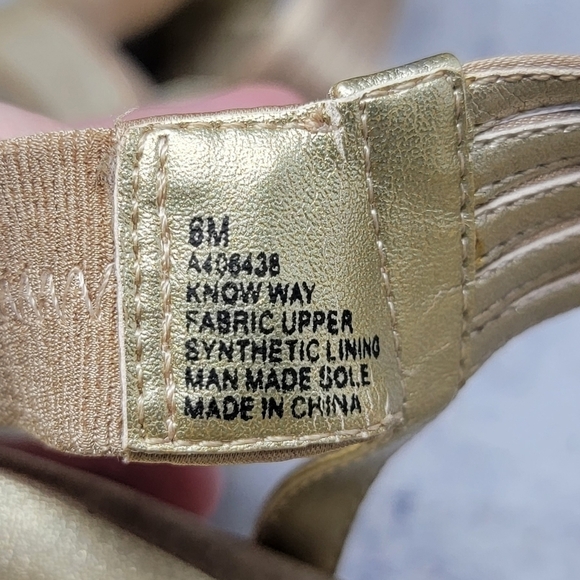 8M
A406438
KNOW WAY
FABRIC UPPER
SYNTHETIC LINING
MAN MADE SOLE
MADE IN CHINA